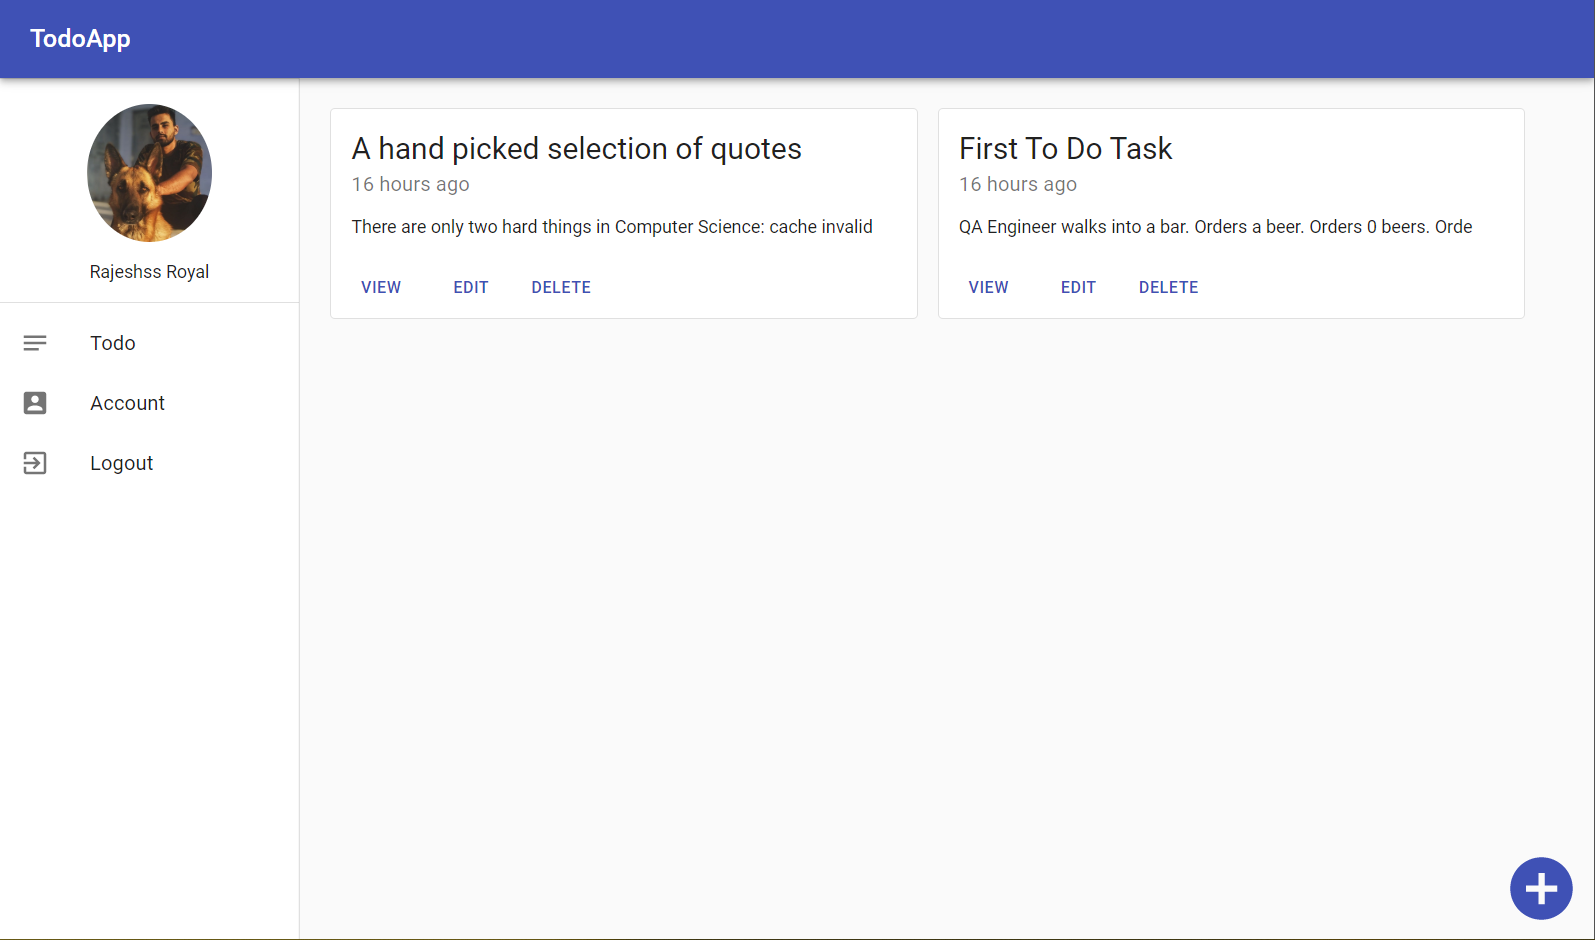 TodoApp
Rajeshss Royal
Todo
Account
Logout
A hand picked selection of quotes
16 hours ago
There are only two hard things in Computer Science: cache invalid
VIEW EDIT DELETE
First To Do Task
16 hours ago
QA Engineer walks into a bar. Orders a beer. Orders 0 beers. Orde
VIEW EDIT DELETE